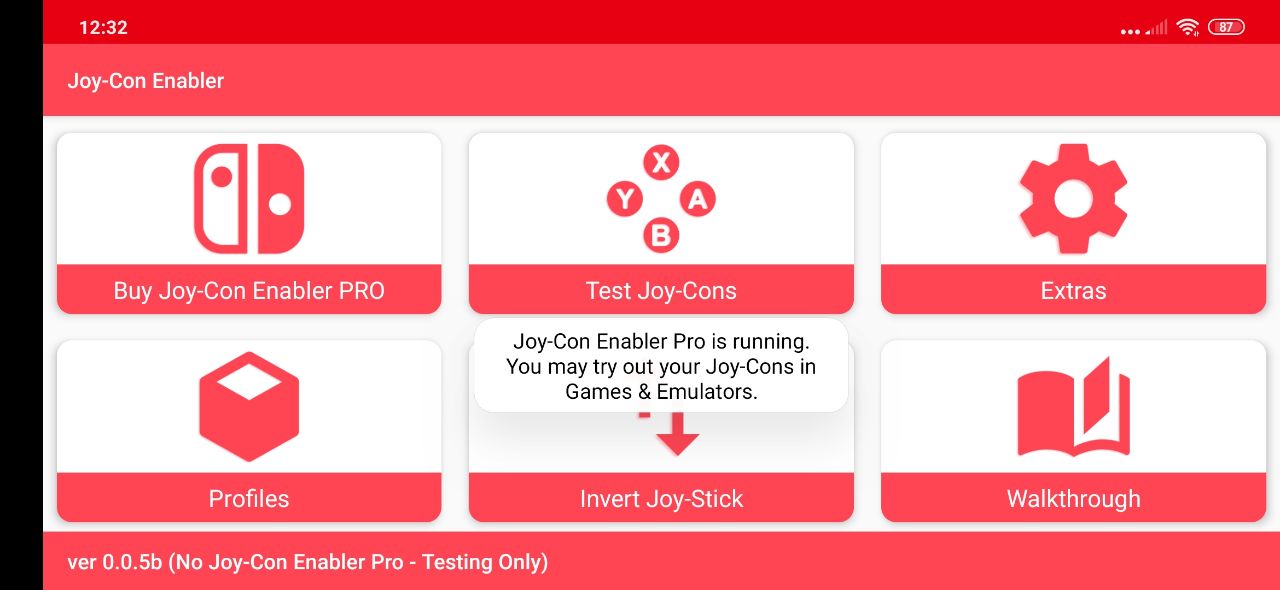 12:32
87
Joy-Con Enabler
X
Y A
B
Buy Joy-Con Enabler PRO
Test Joy-Cons
Extras
Joy-Con Enabler Pro is running.
You may try out your Joy-Cons in
Games & Emulators.
Profiles
Invert Joy-Stick
Walkthrough
ver 0.0.5b (No Joy-Con Enabler Pro - Testing Only)